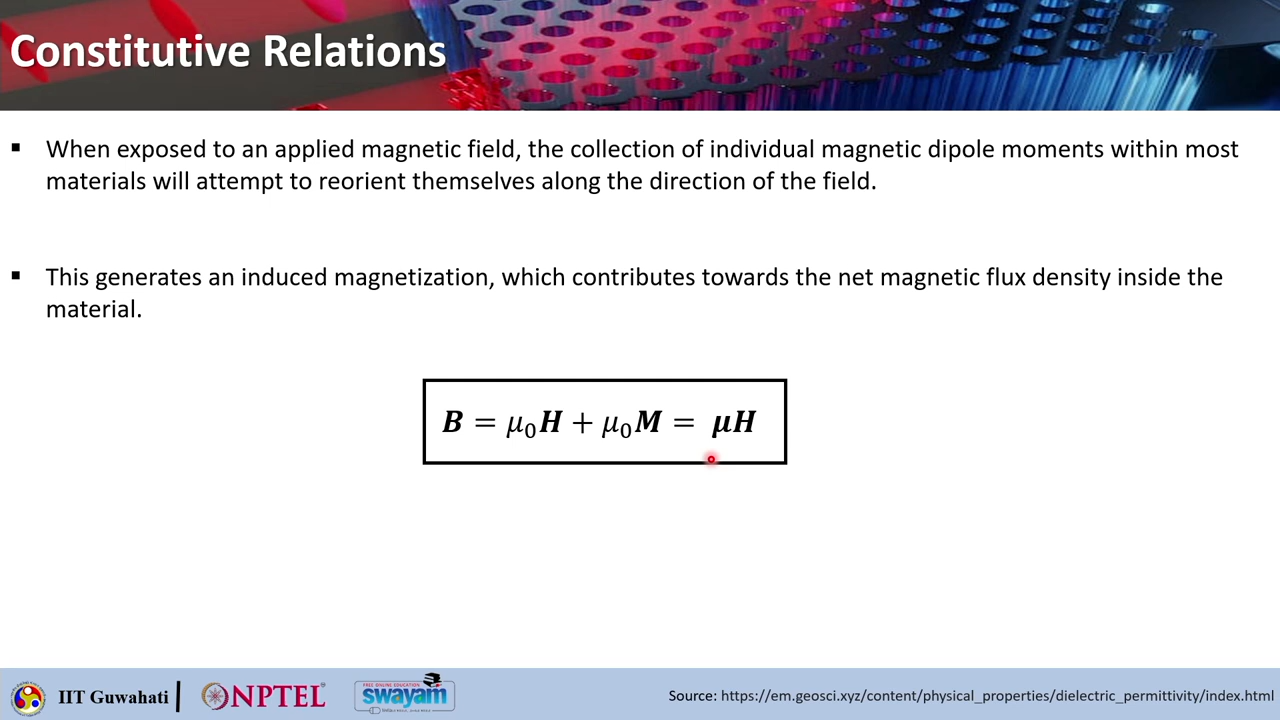 Constitutive Relations
▪ When exposed to an applied magnetic field, the collection of individual magnetic dipole moments within most
materials will attempt to reorient themselves along the direction of the field.
▪ This generates an induced magnetization, which contributes towards the net magnetic flux density inside the
material.
B = μ₀H + μ₀M = μH
IIT Guwahati | NPTEL
FREE ONLINE EDUCATION
swayam
Source: https://em.geosci.xyz/content/physical_properties/dielectric_permittivity/index.html